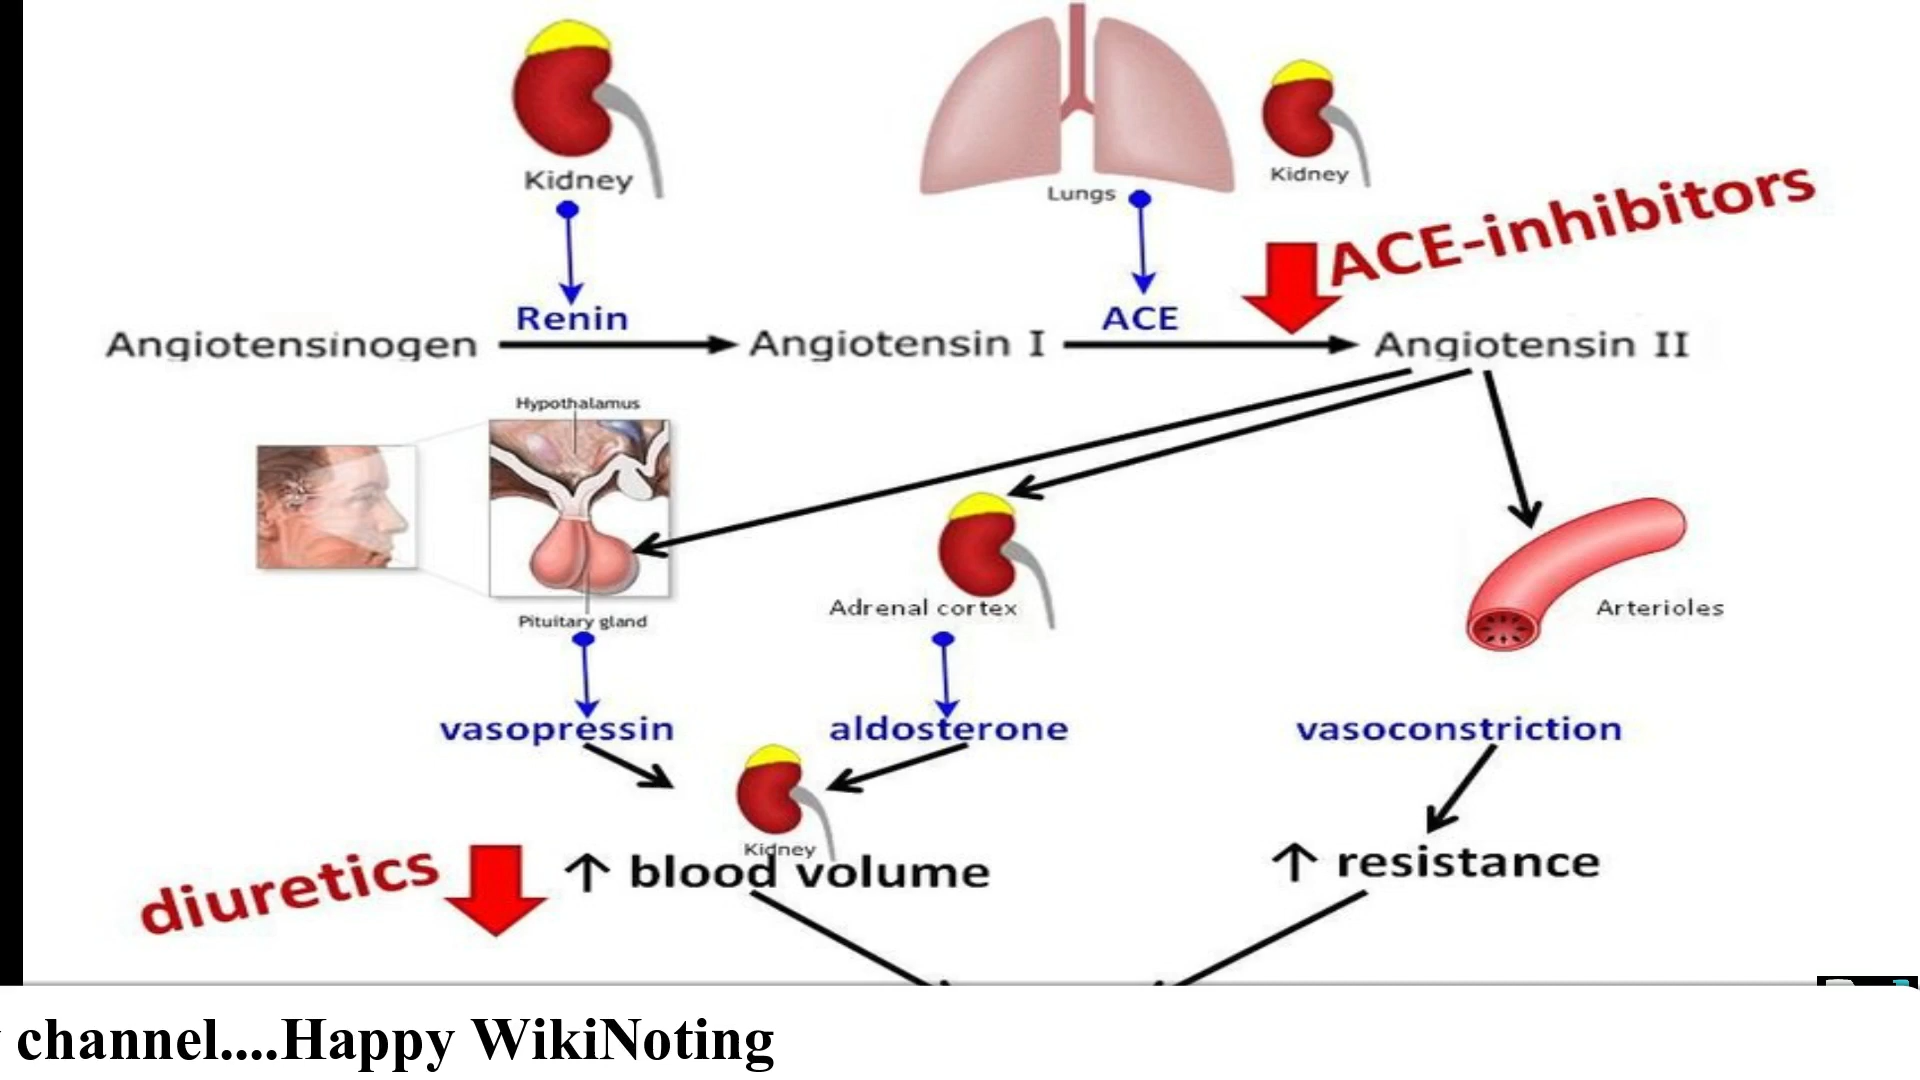 Kidney
Lungs
Kidney
ACE-inhibitors
Renin
ACE
Angiotensinogen
Angiotensin I
Angiotensin II
Hypothalamus
Pituitary gland
Adrenal cortex
Arterioles
vasopressin
aldosterone
vasoconstriction
Kidney
diuretics
↑ blood volume
↑ resistance
channel....Happy WikiNoting